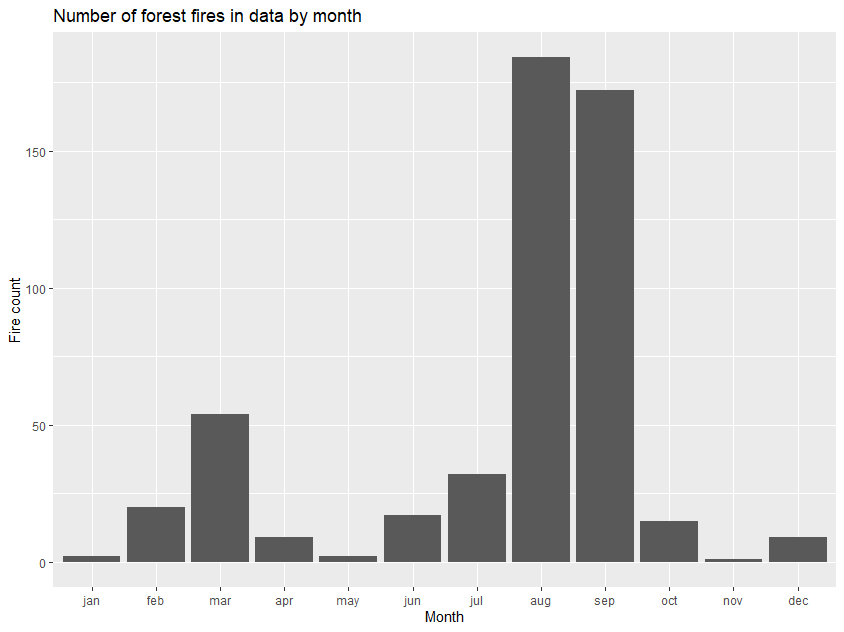 Number of forest fires in data by month
150
100
50
0
Fire count
jan feb mar apr may jun jul aug sep oct nov dec
Month